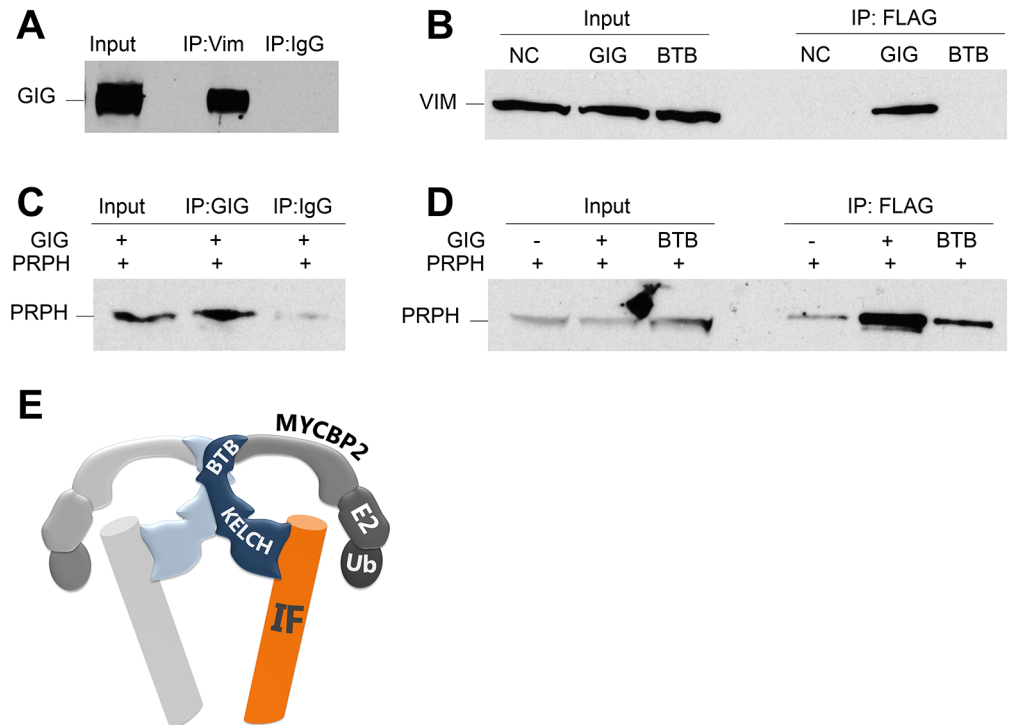 A
Input IP:Vim IP:IgG
GIG
B
Input IP: FLAG
NC GIG BTB NC GIG BTB
VIM
C
Input IP:GIG IP:IgG
GIG + + +
PRPH + + +
PRPH
D
Input IP: FLAG
GIG - + BTB - + BTB
PRPH + + + + + +
PRPH
E
MYCBP2
BTB
KELCH
E2
Ub
IF